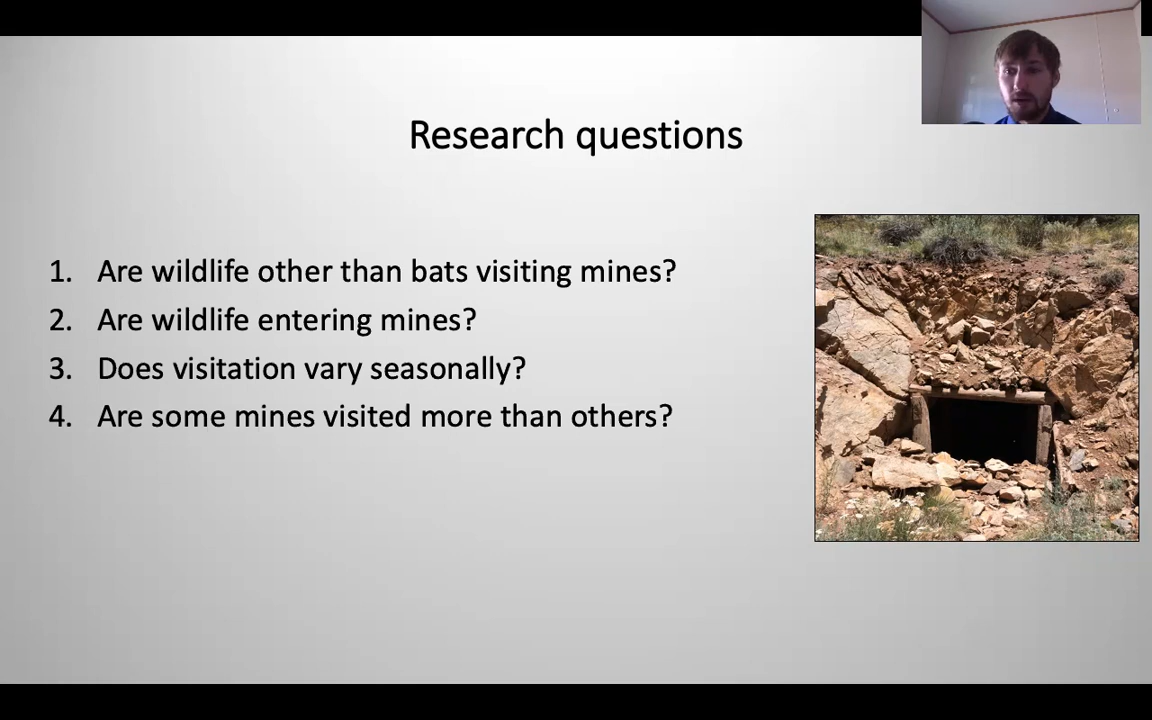 Research questions
1. Are wildlife other than bats visiting mines?
2. Are wildlife entering mines?
3. Does visitation vary seasonally?
4. Are some mines visited more than others?